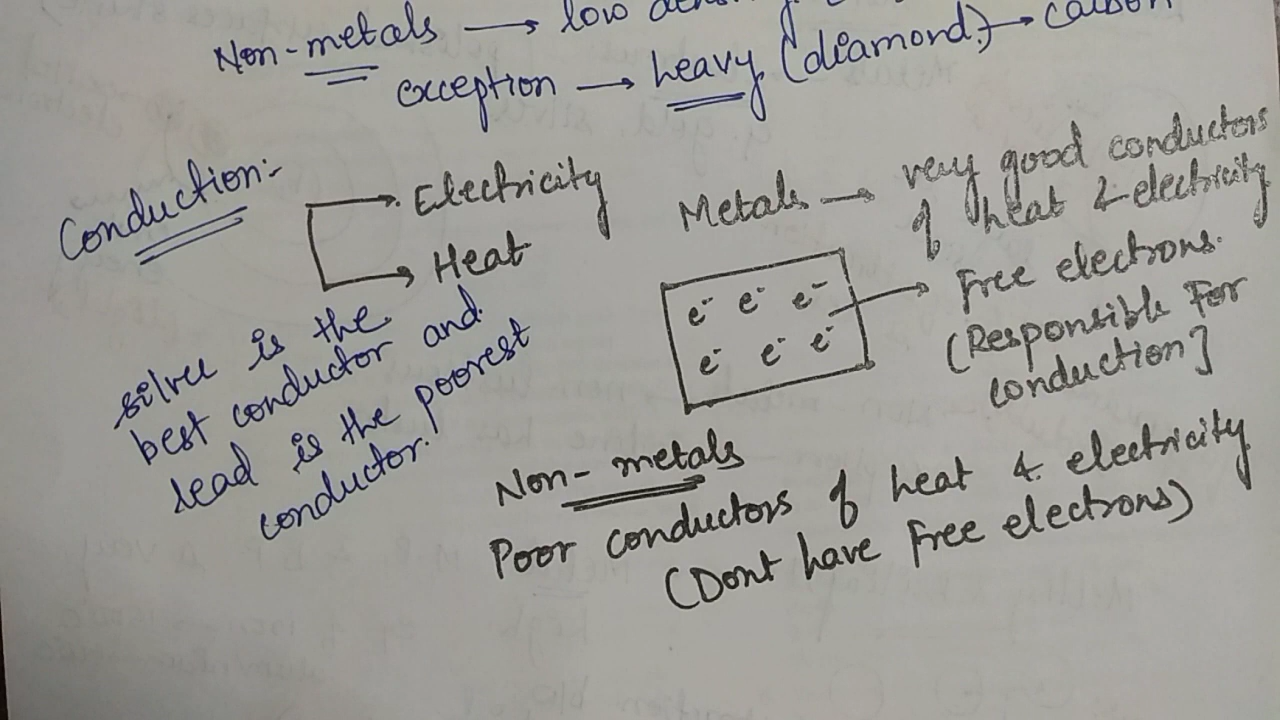 Non-metals → low density
exception → heavy (diamond) → carbon
Conduction:-
Electricity
Heat
silver is the
best conductor and
lead is the poorest
conductor.
Metals → very good conductors
of heat & electricity
e⁻ e⁻ e⁻
e⁻ e⁻ e⁻
Free electrons.
(Responsible For
conduction]
Non-metals
Poor conductors of heat & electricity
(Dont have Free electrons)